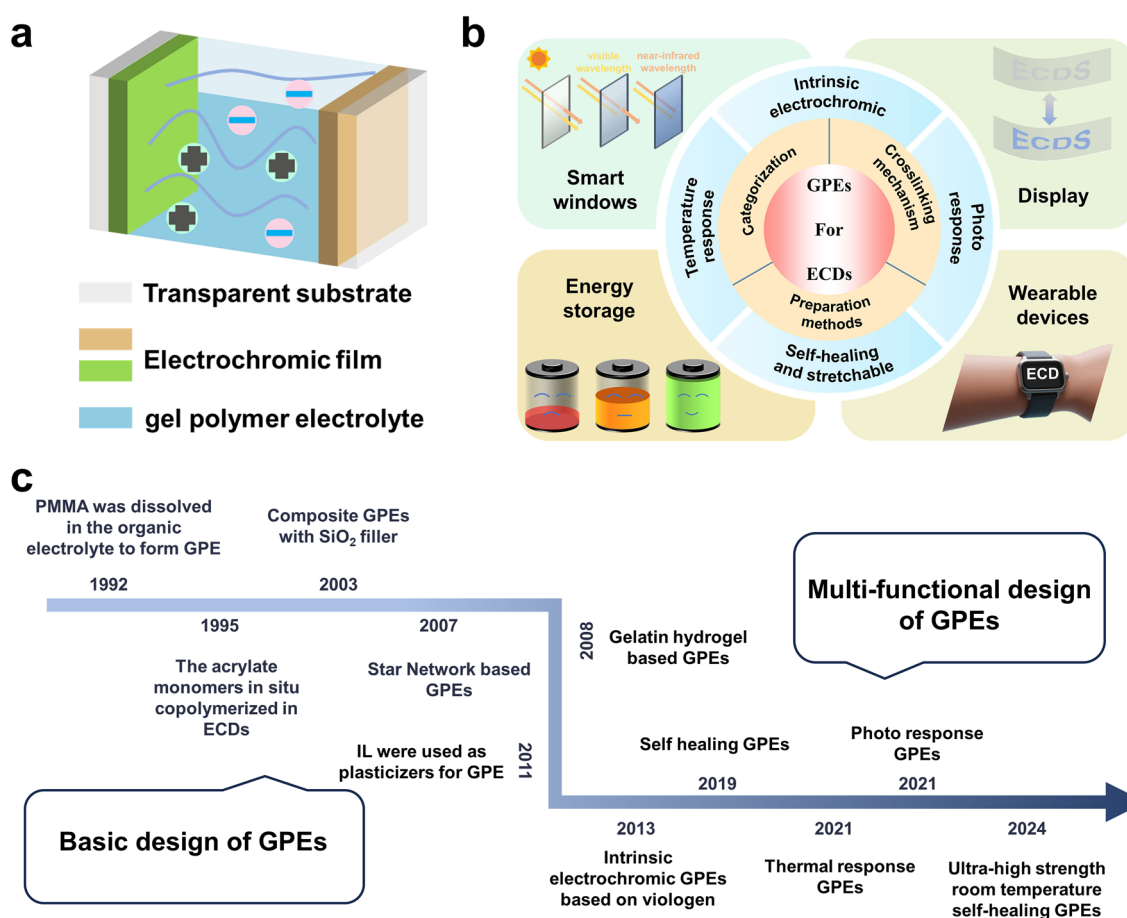 a
Transparent substrate
Electrochromic film
gel polymer electrolyte
b
visible
wavelength
near-infrared
wavelength
Smart
windows
ECDS
ECDS
Display
Energy
storage
Wearable
devices
ECD
Intrinsic
electrochromic
Photo
response
Self-healing
and stretchable
Temperature
response
Categorization
Crosslinking
mechanism
Preparation
methods
GPEs
For
ECDs
c
PMMA was dissolved
in the organic
electrolyte to form GPE
1992
Composite GPEs
with SiO₂ filler
2003
1995
The acrylate
monomers in situ
copolymerized in
ECDs
2007
Star Network based
GPEs
2008
Gelatin hydrogel
based GPEs
IL were used as
plasticizers for GPE
2011
Multi-functional design
of GPEs
Basic design of GPEs
Self healing GPEs
2019
Photo response
GPEs
2021
2013
Intrinsic
electrochromic GPEs
based on viologen
2021
Thermal response
GPEs
2024
Ultra-high strength
room temperature
self-healing GPEs